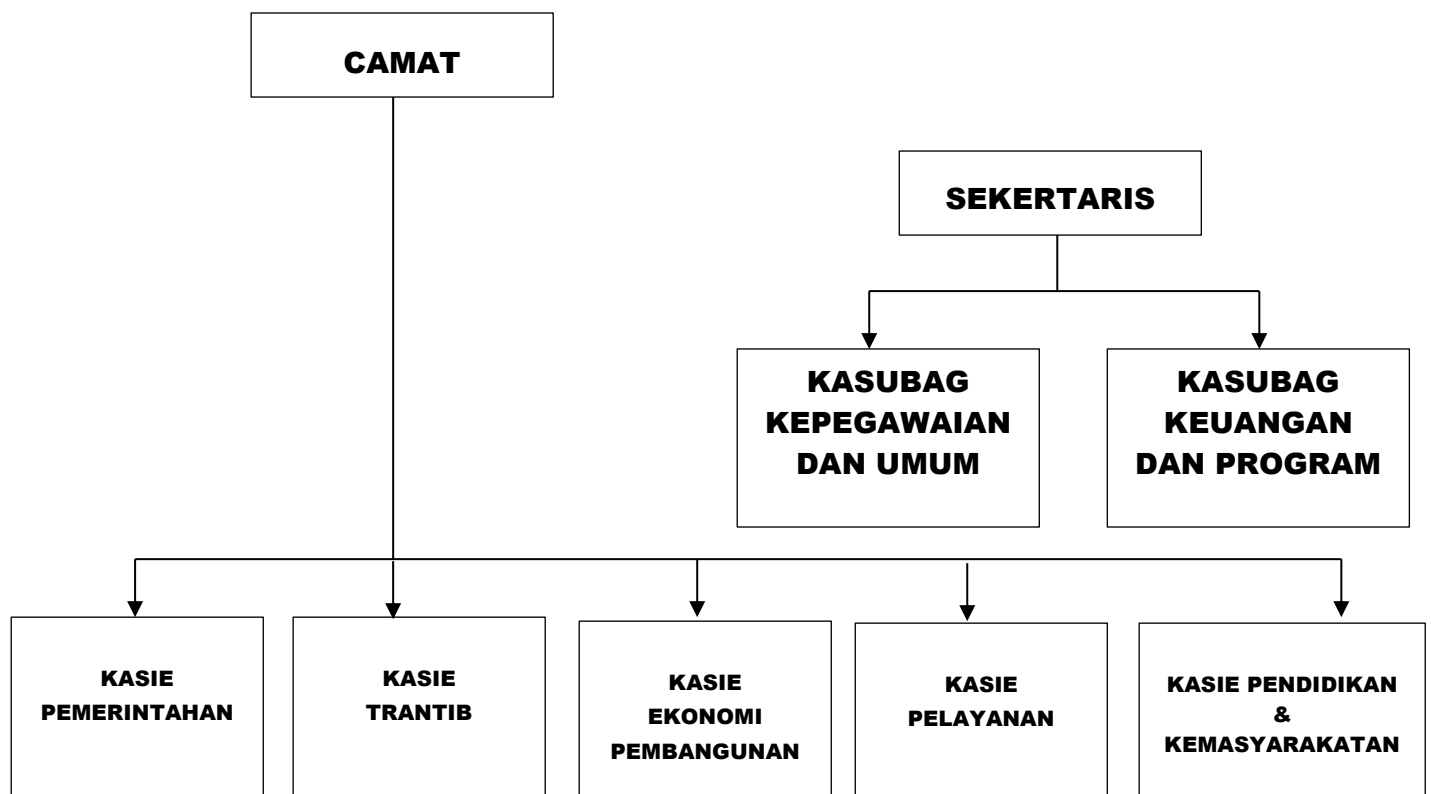 CAMAT
SEKERTARIS
KASUBAG
KEPEGAWAIAN
DAN UMUM
KASUBAG
KEUANGAN
DAN PROGRAM
KASIE
PEMERINTAHAN
KASIE
TRANTIB
KASIE
EKONOMI
PEMBANGUNAN
KASIE
PELAYANAN
KASIE PENDIDIKAN
&
KEMASYARAKATAN